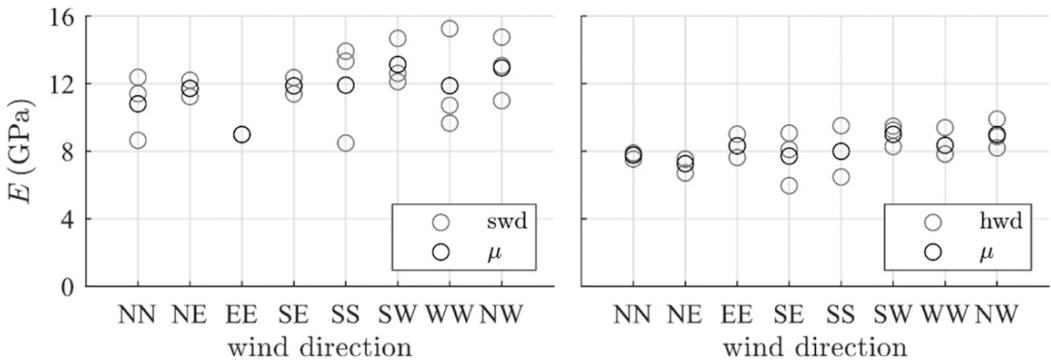 E (GPa)
16
12
8
4
0
swd
μ
NN NE EE SE SS SW WW NW
wind direction
hwd
μ
NN NE EE SE SS SW WW NW
wind direction